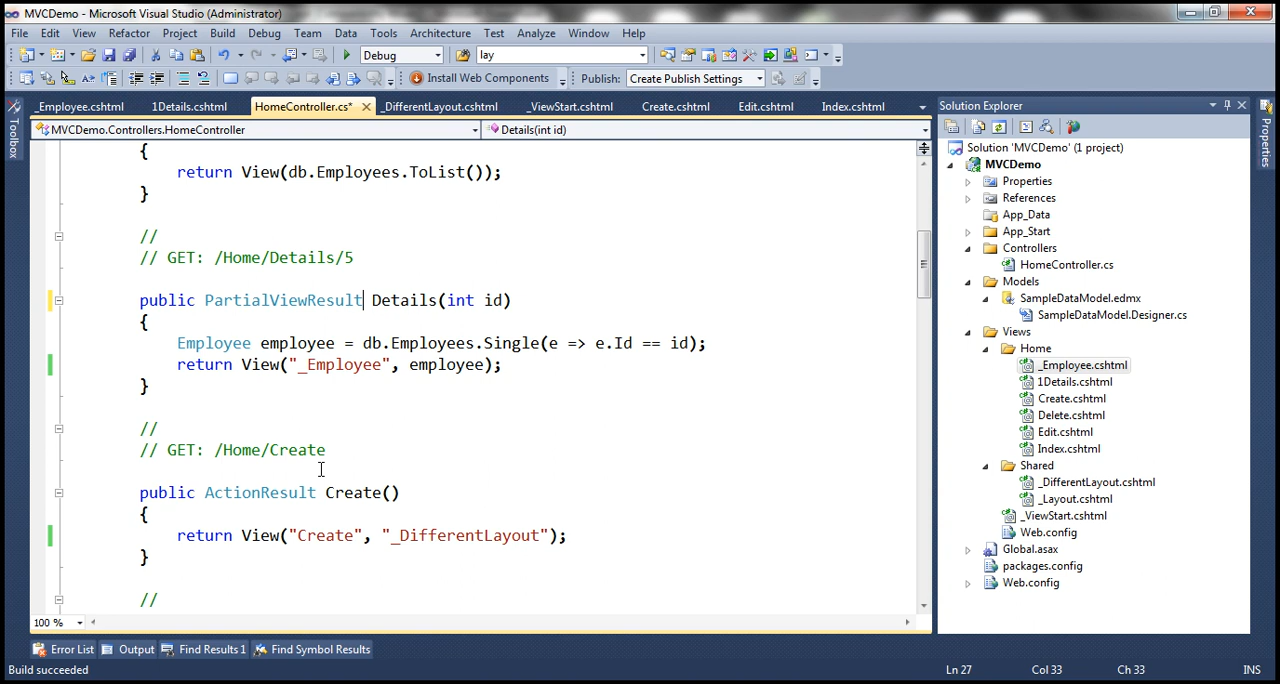 MVCDemo - Microsoft Visual Studio (Administrator)
File Edit View Refactor Project Build Debug Team Data Tools Architecture Test Analyze Window Help
Debug lay
Install Web Components Publish: Create Publish Settings
_Employee.cshtml 1Details.cshtml HomeController.cs* _DifferentLayout.cshtml _ViewStart.cshtml Create.cshtml Edit.cshtml Index.cshtml
MVCDemo.Controllers.HomeController Details(int id)
Toolbox
{
return View(db.Employees.ToList());
}
//
// GET: /Home/Details/5
public PartialViewResult Details(int id)
{
Employee employee = db.Employees.Single(e => e.Id == id);
return View("_Employee", employee);
}
//
// GET: /Home/Create
public ActionResult Create()
{
return View("Create", "_DifferentLayout");
}
//
100 %
Solution Explorer
Solution 'MVCDemo' (1 project)
MVCDemo
Properties
References
App_Data
App_Start
Controllers
HomeController.cs
Models
SampleDataModel.edmx
SampleDataModel.Designer.cs
Views
Home
_Employee.cshtml
1Details.cshtml
Create.cshtml
Delete.cshtml
Edit.cshtml
Index.cshtml
Shared
_DifferentLayout.cshtml
_Layout.cshtml
_ViewStart.cshtml
Web.config
Global.asax
packages.config
Web.config
Properties
Error List Output Find Results 1 Find Symbol Results
Build succeeded Ln 27 Col 33 Ch 33 INS